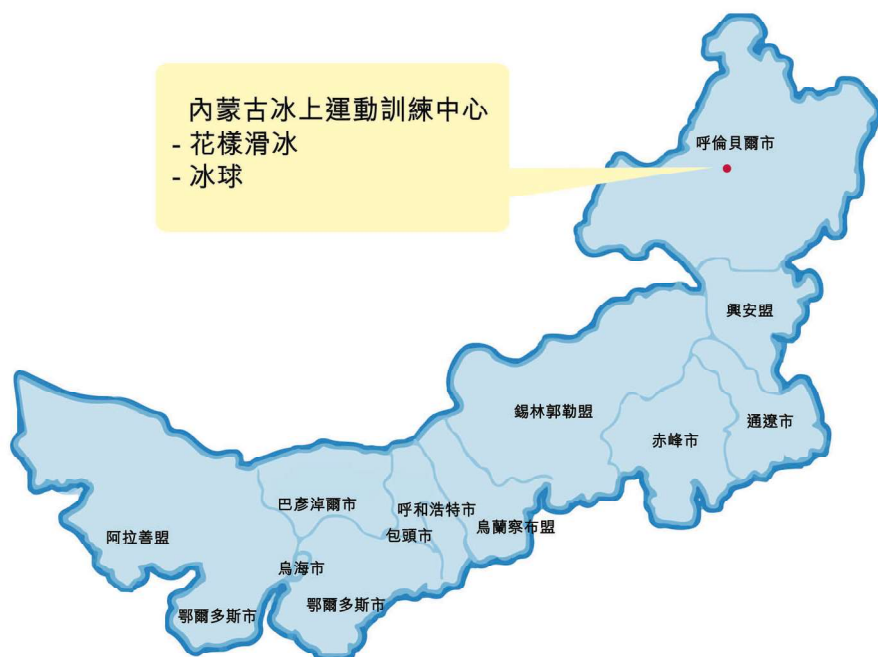 內蒙古冰上運動訓練中心
- 花樣滑冰
- 冰球
呼倫貝爾市
興安盟
錫林郭勒盟
通遼市
赤峰市
巴彥淖爾市
呼和浩特市
烏蘭察布盟
包頭市
阿拉善盟
烏海市
鄂爾多斯市
鄂爾多斯市